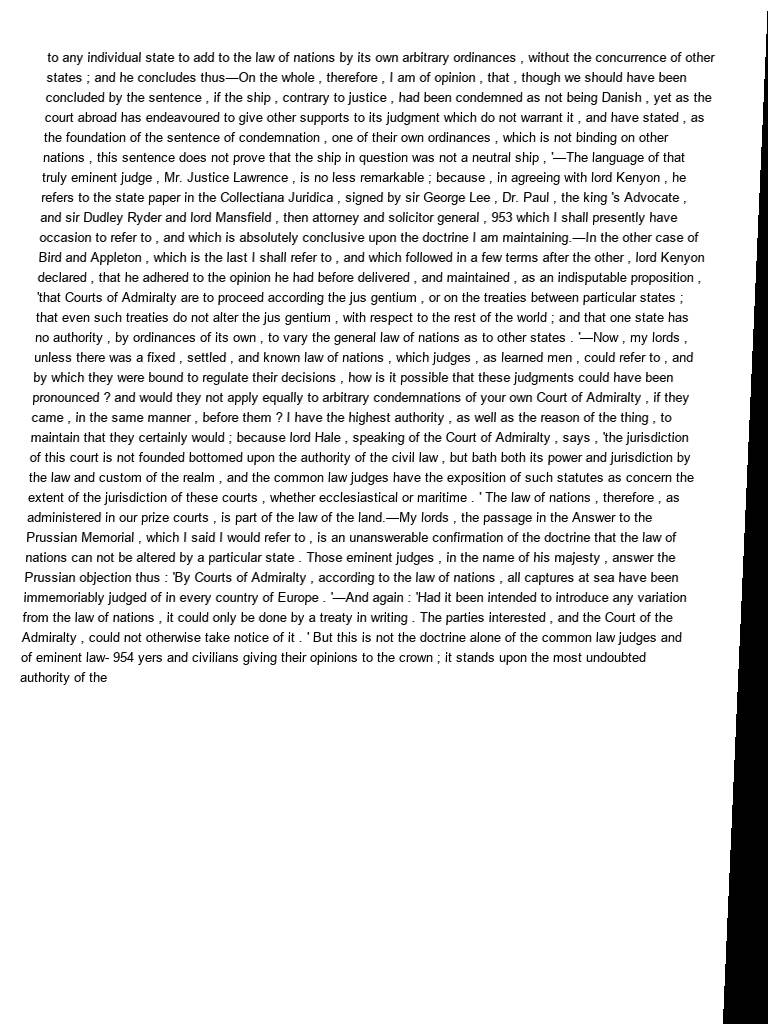 to any individual state to add to the law of nations by its own arbitrary ordinances , without the concurrence of other
states ; and he concludes thus—On the whole , therefore , I am of opinion , that , though we should have been
concluded by the sentence , if the ship , contrary to justice , had been condemned as not being Danish , yet as the
court abroad has endeavoured to give other supports to its judgment which do not warrant it , and have stated , as
the foundation of the sentence of condemnation , one of their own ordinances , which is not binding on other
nations , this sentence does not prove that the ship in question was not a neutral ship , '—The language of that
truly eminent judge , Mr. Justice Lawrence , is no less remarkable ; because , in agreeing with lord Kenyon , he
refers to the state paper in the Collectiana Juridica , signed by sir George Lee , Dr. Paul , the king 's Advocate ,
and sir Dudley Ryder and lord Mansfield , then attorney and solicitor general , 953 which I shall presently have
occasion to refer to , and which is absolutely conclusive upon the doctrine I am maintaining.—In the other case of
Bird and Appleton , which is the last I shall refer to , and which followed in a few terms after the other , lord Kenyon
declared , that he adhered to the opinion he had before delivered , and maintained , as an indisputable proposition ,
'that Courts of Admiralty are to proceed according the jus gentium , or on the treaties between particular states ;
that even such treaties do not alter the jus gentium , with respect to the rest of the world ; and that one state has
no authority , by ordinances of its own , to vary the general law of nations as to other states . '—Now , my lords ,
unless there was a fixed , settled , and known law of nations , which judges , as learned men , could refer to , and
by which they were bound to regulate their decisions , how is it possible that these judgments could have been
pronounced ? and would they not apply equally to arbitrary condemnations of your own Court of Admiralty , if they
came , in the same manner , before them ? I have the highest authority , as well as the reason of the thing , to
maintain that they certainly would ; because lord Hale , speaking of the Court of Admiralty , says , 'the jurisdiction
of this court is not founded bottomed upon the authority of the civil law , but bath both its power and jurisdiction by
the law and custom of the realm , and the common law judges have the exposition of such statutes as concern the
extent of the jurisdiction of these courts , whether ecclesiastical or maritime . ' The law of nations , therefore , as
administered in our prize courts , is part of the law of the land.—My lords , the passage in the Answer to the
Prussian Memorial , which I said I would refer to , is an unanswerable confirmation of the doctrine that the law of
nations can not be altered by a particular state . Those eminent judges , in the name of his majesty , answer the
Prussian objection thus : 'By Courts of Admiralty , according to the law of nations , all captures at sea have been
immemoriably judged of in every country of Europe . '—And again : 'Had it been intended to introduce any variation
from the law of nations , it could only be done by a treaty in writing . The parties interested , and the Court of the
Admiralty , could not otherwise take notice of it . ' But this is not the doctrine alone of the common law judges and
of eminent law- 954 yers and civilians giving their opinions to the crown ; it stands upon the most undoubted
authority of the